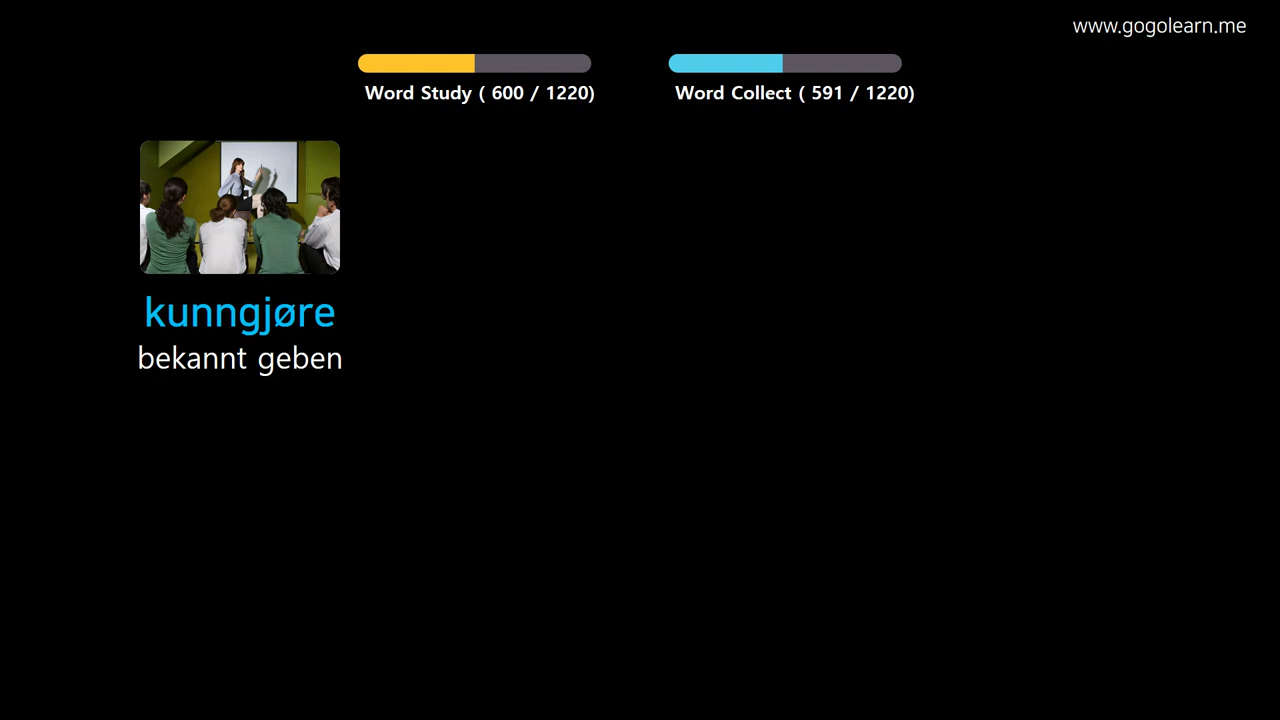 www.gogolearn.me
Word Study ( 600 / 1220)
Word Collect ( 591 / 1220)
kunngjøre
bekannt geben